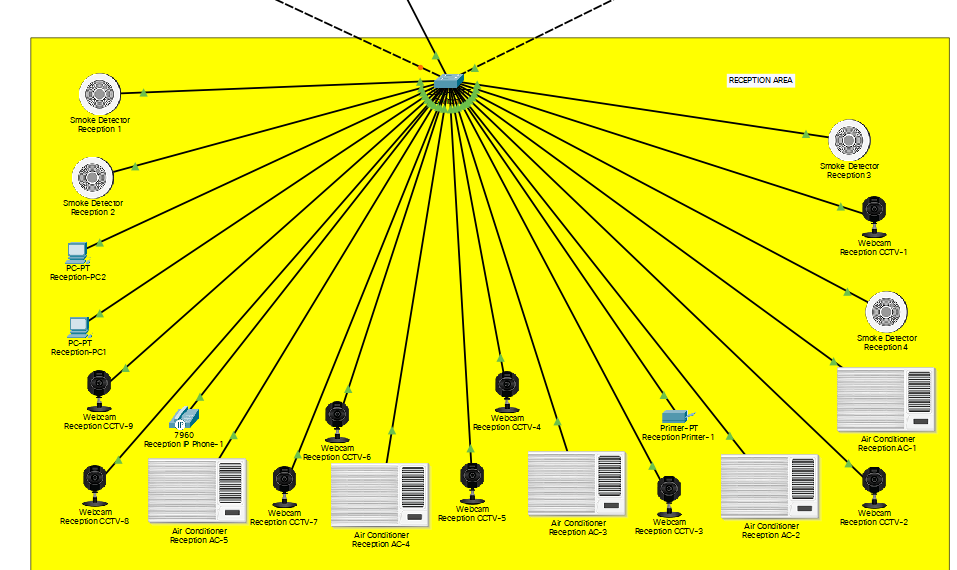 RECEPTION AREA
Smoke Detector
Reception 1
Smoke Detector
Reception 3
Smoke Detector
Reception 2
Webcam
Reception CCTV-1
PC-PT
Reception-PC2
Smoke Detector
Reception 4
PC-PT
Reception-PC1
Webcam
Reception CCTV-9
7960
Reception IP Phone-1
IP
Webcam
Reception CCTV-6
Webcam
Reception CCTV-4
Printer-PT
Reception Printer-1
Air Conditioner
Reception AC-1
Webcam
Reception CCTV-8
Air Conditioner
Reception AC-5
Webcam
Reception CCTV-7
Air Conditioner
Reception AC-4
Webcam
Reception CCTV-5
Air Conditioner
Reception AC-3
Webcam
Reception CCTV-3
Air Conditioner
Reception AC-2
Webcam
Reception CCTV-2